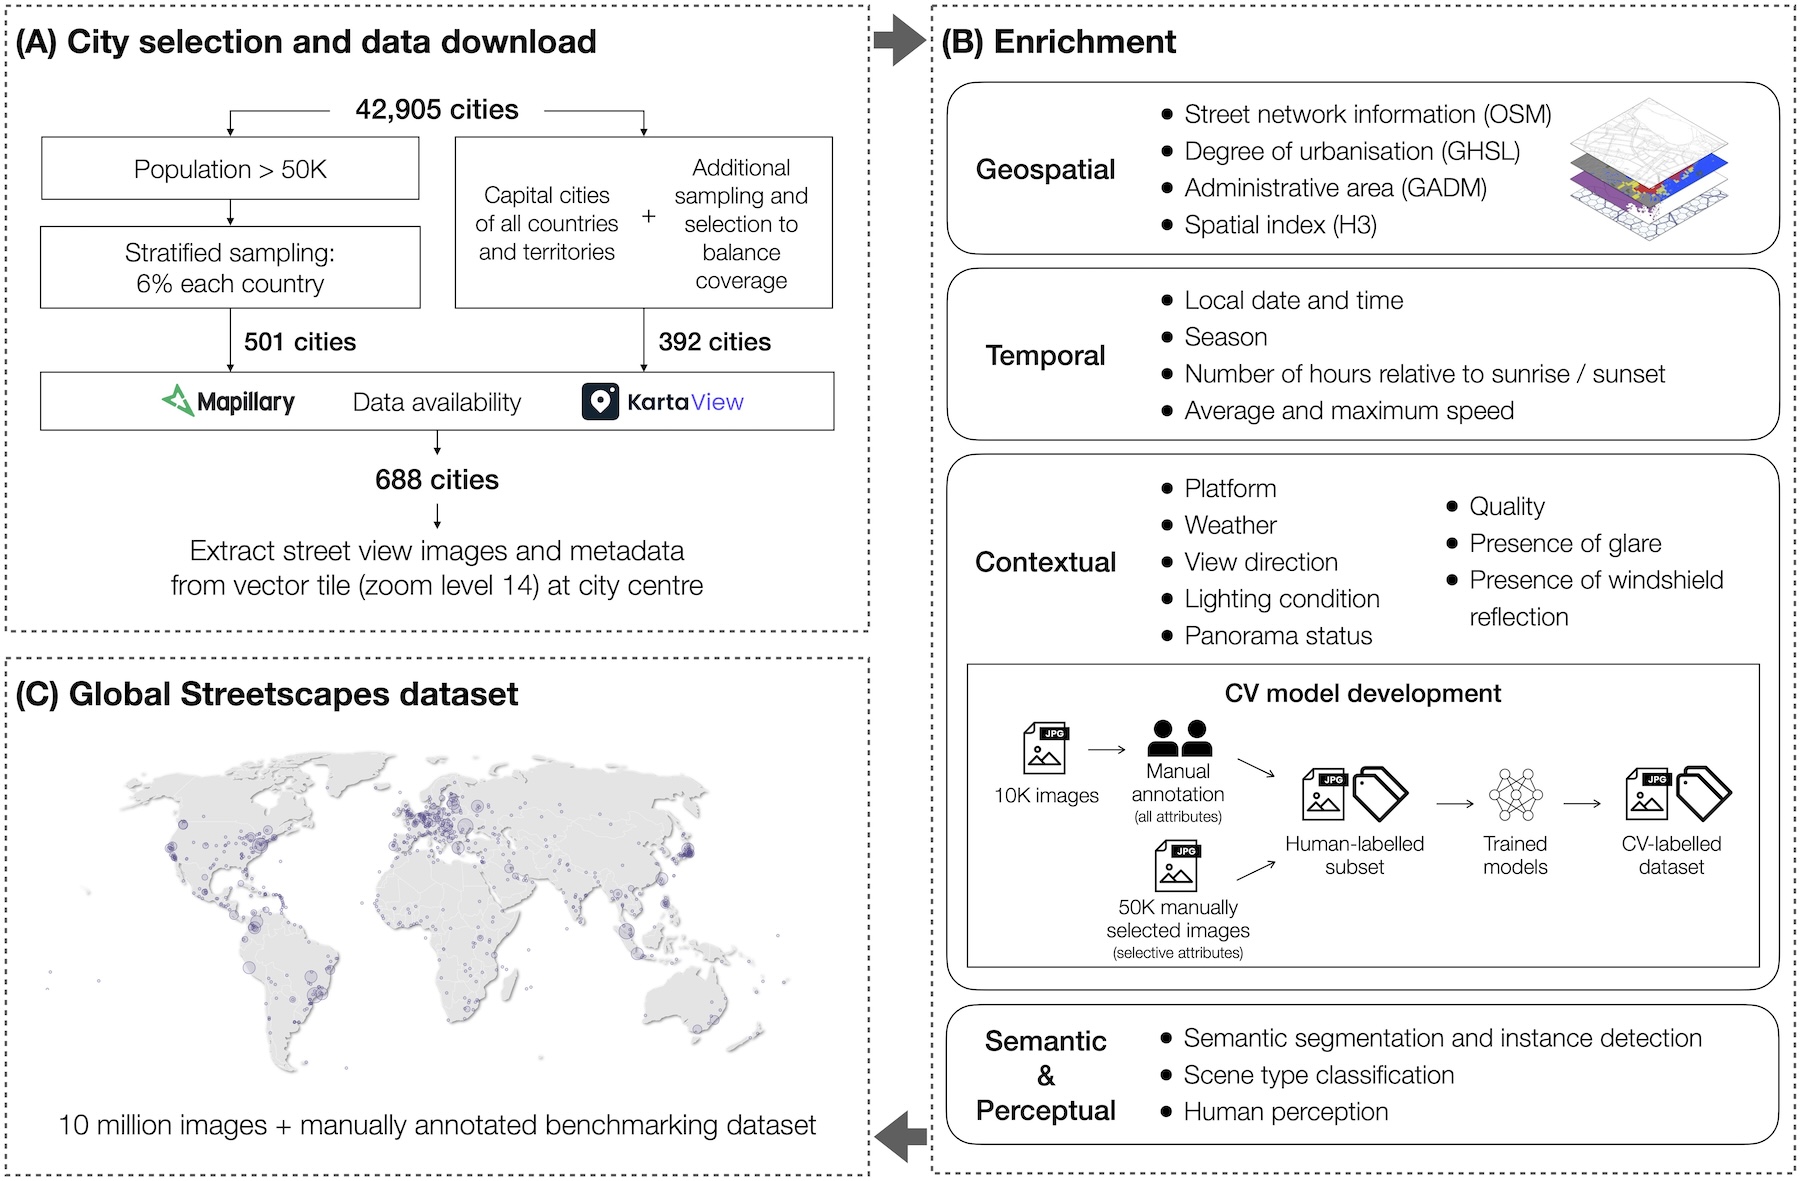 (A) City selection and data download
42,905 cities
Population > 50K
Stratified sampling:
6% each country
Capital cities
of all countries
and territories
+
Additional
sampling and
selection to
balance
coverage
501 cities
392 cities
Mapillary
Data availability
KartaView
688 cities
Extract street view images and metadata
from vector tile (zoom level 14) at city centre
(B) Enrichment
Geospatial
• Street network information (OSM)
• Degree of urbanisation (GHSL)
• Administrative area (GADM)
• Spatial index (H3)
Temporal
• Local date and time
• Season
• Number of hours relative to sunrise / sunset
• Average and maximum speed
Contextual
• Platform
• Weather
• View direction
• Lighting condition
• Panorama status
• Quality
• Presence of glare
• Presence of windshield
reflection
CV model development
JPG
10K images
Manual
annotation
(all attributes)
JPG
50K manually
selected images
(selective attributes)
JPG
Human-labelled
subset
Trained
models
JPG
CV-labelled
dataset
Semantic
&
Perceptual
• Semantic segmentation and instance detection
• Scene type classification
• Human perception
(C) Global Streetscapes dataset
10 million images + manually annotated benchmarking dataset